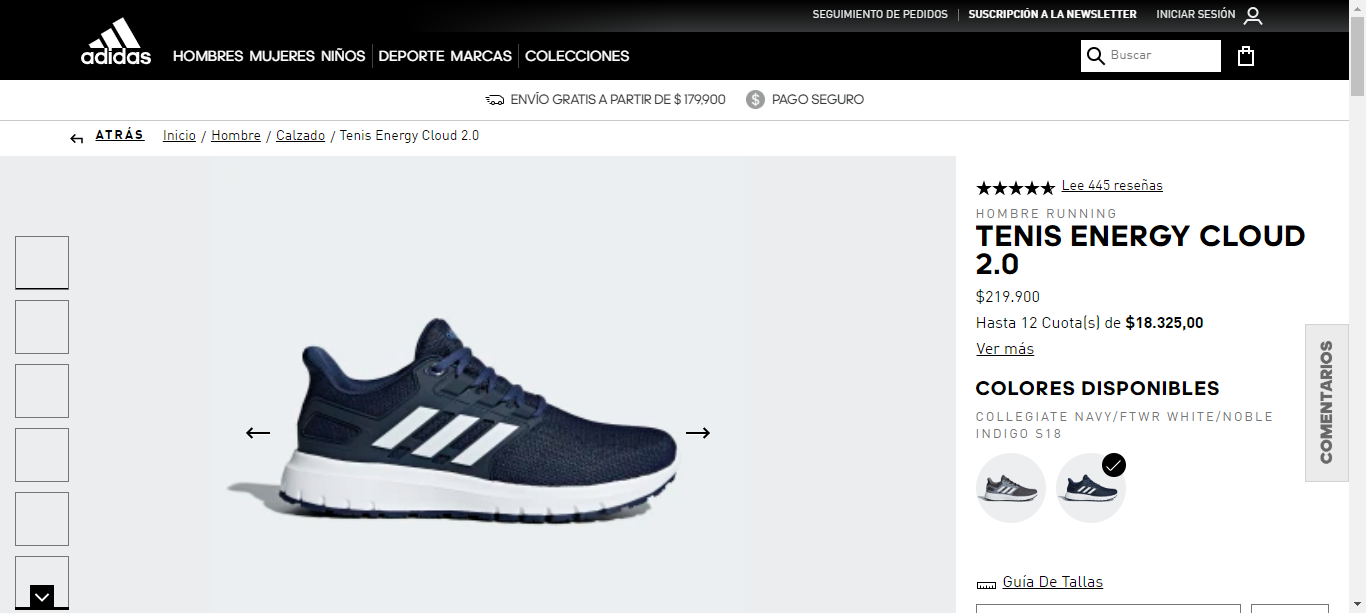 SEGUIMIENTO DE PEDIDOS
SUSCRIPCIÓN A LA NEWSLETTER
INICIAR SESIÓN
adidas
HOMBRES MUJERES NIÑOS DEPORTE MARCAS COLECCIONES
Buscar
ENVÍO GRATIS A PARTIR DE $ 179,900
$ PAGO SEGURO
ATRÁS
Inicio / Hombre / Calzado / Tenis Energy Cloud 2.0
Lee 445 reseñas
HOMBRE RUNNING
TENIS ENERGY CLOUD
2.0
$219.900
Hasta 12 Cuota(s) de $18.325,00
Ver más
COLORES DISPONIBLES
COLLEGIATE NAVY/FTWR WHITE/NOBLE
INDIGO S18
Guía De Tallas
COMENTARIOS